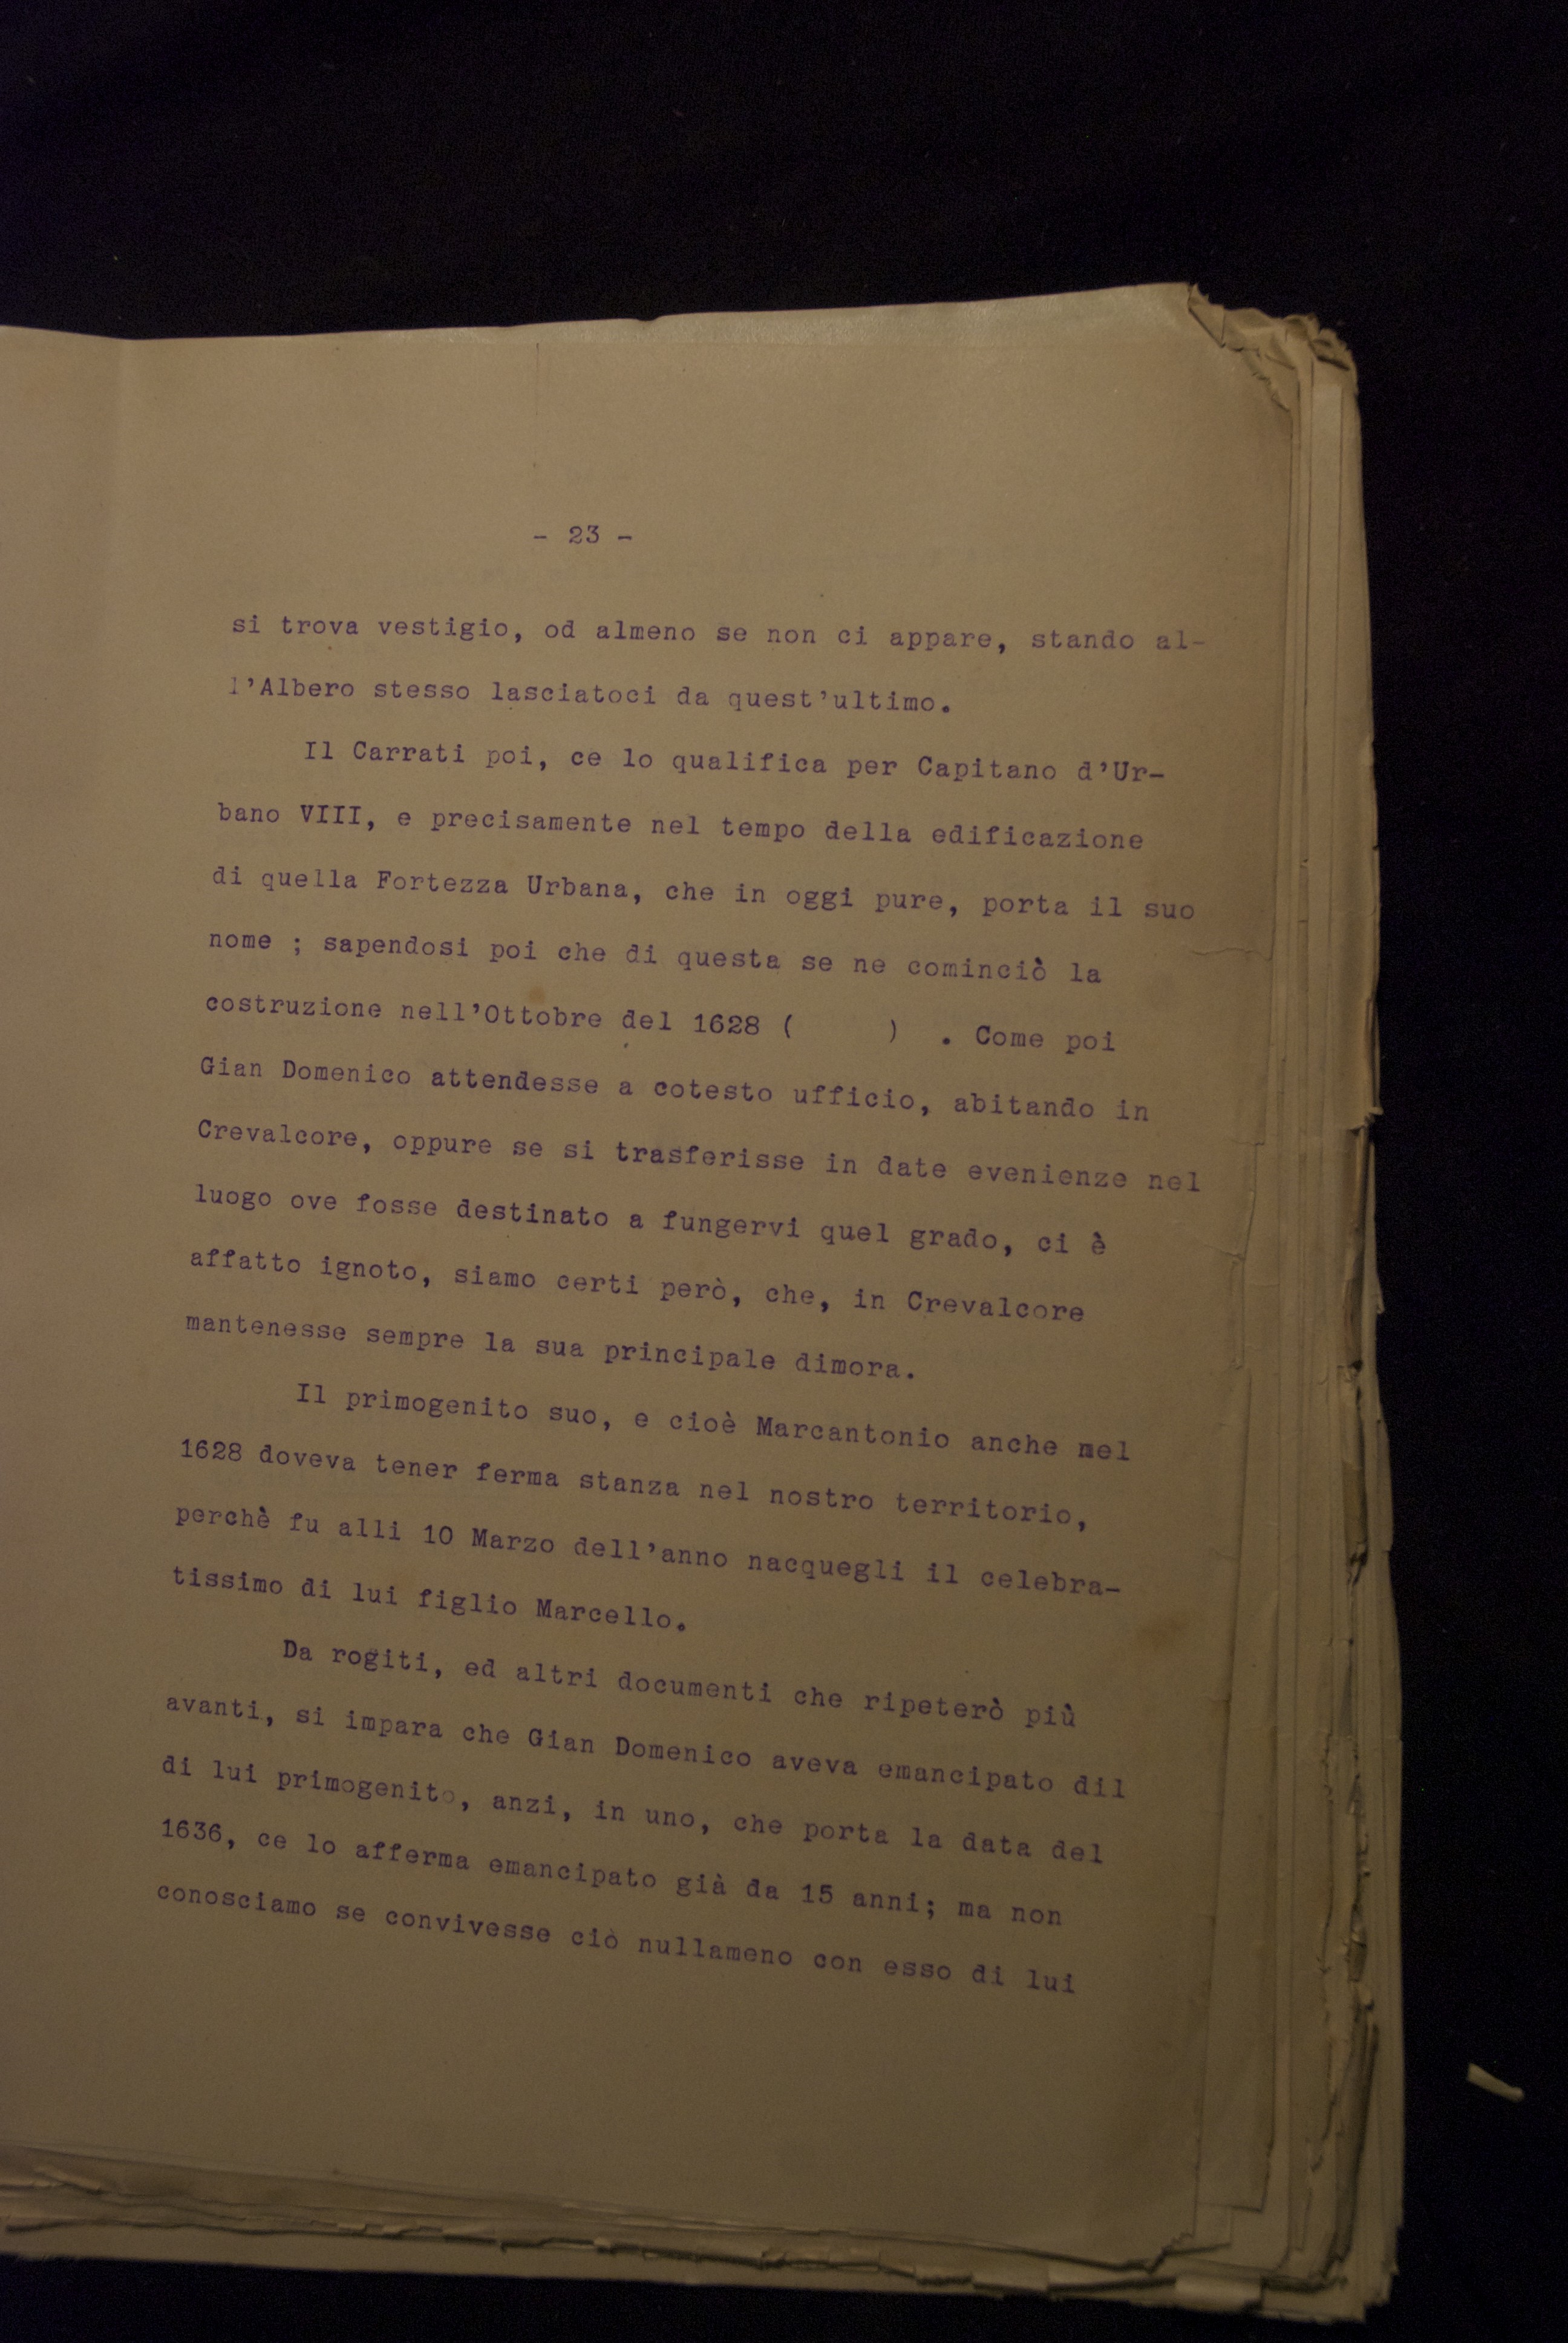 - 23 -
si trova vestigio, od almeno se non ci appare, stando al-
l'Albero stesso lasciatoci da quest'ultimo.
Il Carrati poi, ce lo qualifica per Capitano d'Ur-
bano VIII, e precisamente nel tempo della edificazione
di quella Fortezza Urbana, che in oggi pure, porta il suo
nome ; sapendosi poi che di questa se ne cominciò la
costruzione nell'Ottobre del 1628 (     ) . Come poi
Gian Domenico attendesse a cotesto ufficio, abitando in
Crevalcore, oppure se si trasferisse in date evenienze nel
luogo ove fosse destinato a fungervi quel grado, ci è
affatto ignoto, siamo certi però, che, in Crevalcore
mantenesse sempre la sua principale dimora.
Il primogenito suo, e cioè Marcantonio anche nel
1628 doveva tener ferma stanza nel nostro territorio,
perchè fu alli 10 Marzo dell'anno nacquegli il celebra-
tissimo di lui figlio Marcello.
Da rogiti, ed altri documenti che ripeterò più
avanti, si impara che Gian Domenico aveva emancipato dil
di lui primogenito, anzi, in uno, che porta la data del
1636, ce lo afferma emancipato già da 15 anni; ma non
conosciamo se convivesse ciò nullameno con esso di lui